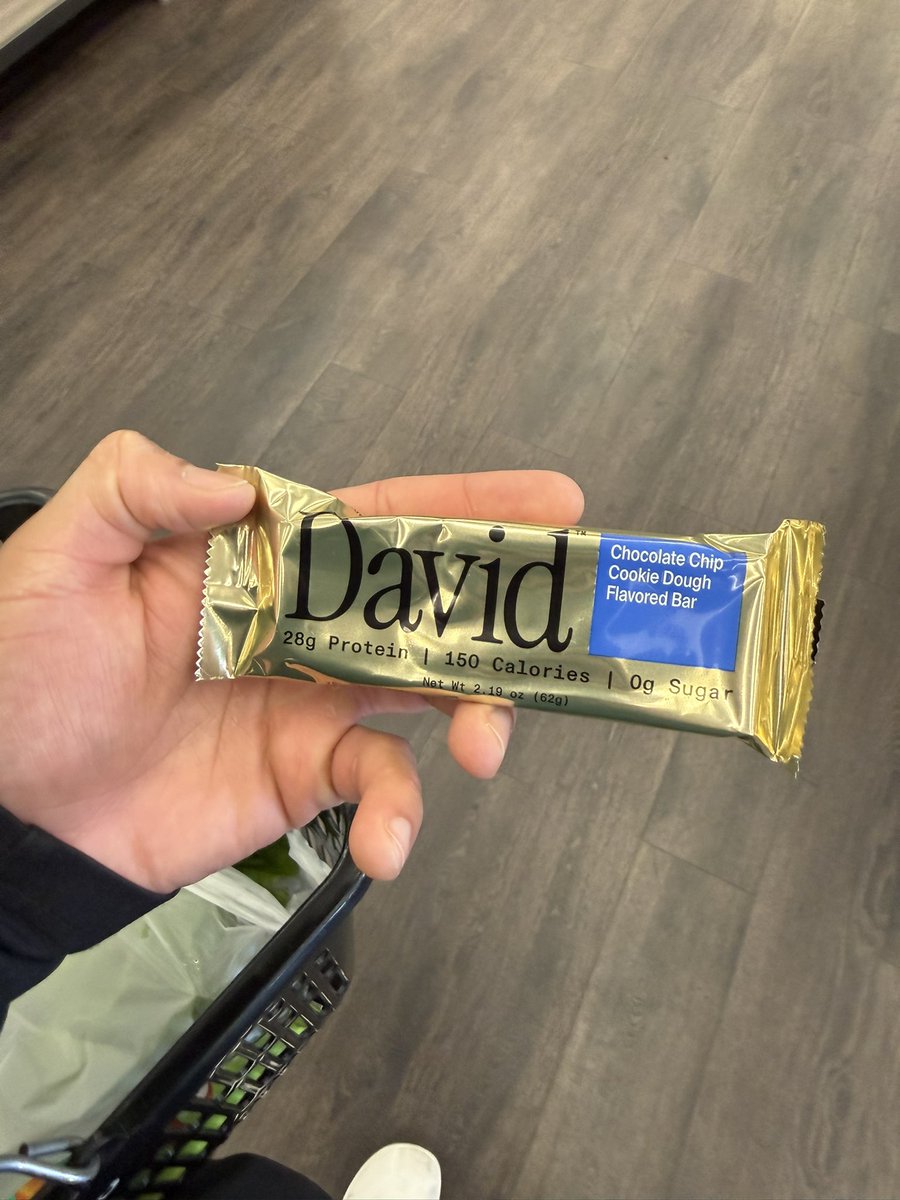 David™
Chocolate Chip
Cookie Dough
Flavored Bar
28g Protein | 150 Calories | 0g Sugar
Net Wt 2.19 oz (62g)